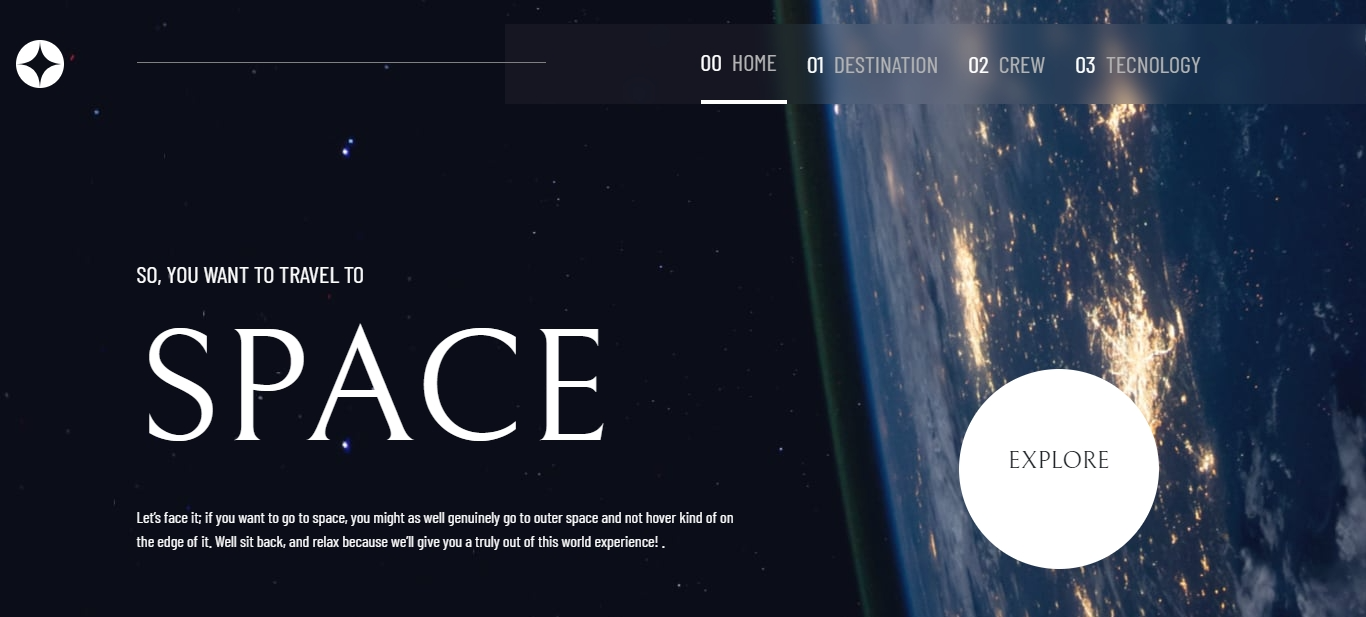 00 HOME 01 DESTINATION 02 CREW 03 TECNOLOGY
SO, YOU WANT TO TRAVEL TO
SPACE
EXPLORE
Let's face it; if you want to go to space, you might as well genuinely go to outer space and not hover kind of on
the edge of it. Well sit back, and relax because we'll give you a truly out of this world experience! .